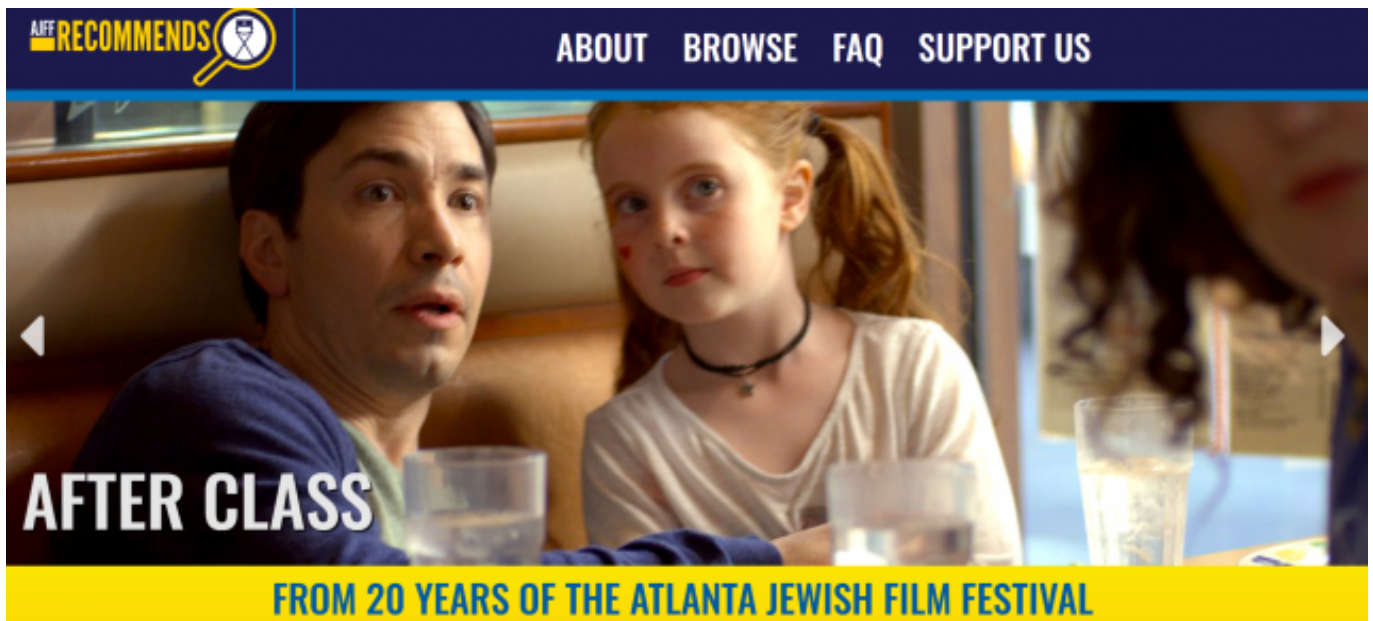 AJFF RECOMMENDS
ABOUT BROWSE FAQ SUPPORT US
AFTER CLASS
FROM 20 YEARS OF THE ATLANTA JEWISH FILM FESTIVAL